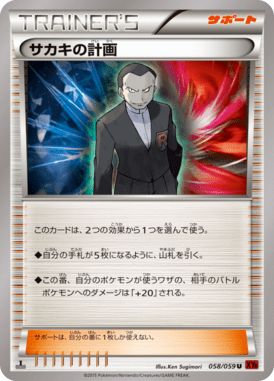 TRAINER'S
サポート
サカキの計画
このカードは、2つの効果から1つを選んで使う。
◆自分の手札が5枚になるように、山札を引く。
◆この番、自分のポケモンが使うワザの、相手のバトル
ポケモンへのダメージは「+20」される。
サポートは、自分の番に1枚しか使えない。
Illus.Ken Sugimori
058/059 U
©2015 Pokémon/Nintendo/Creatures/GAME FREAK.